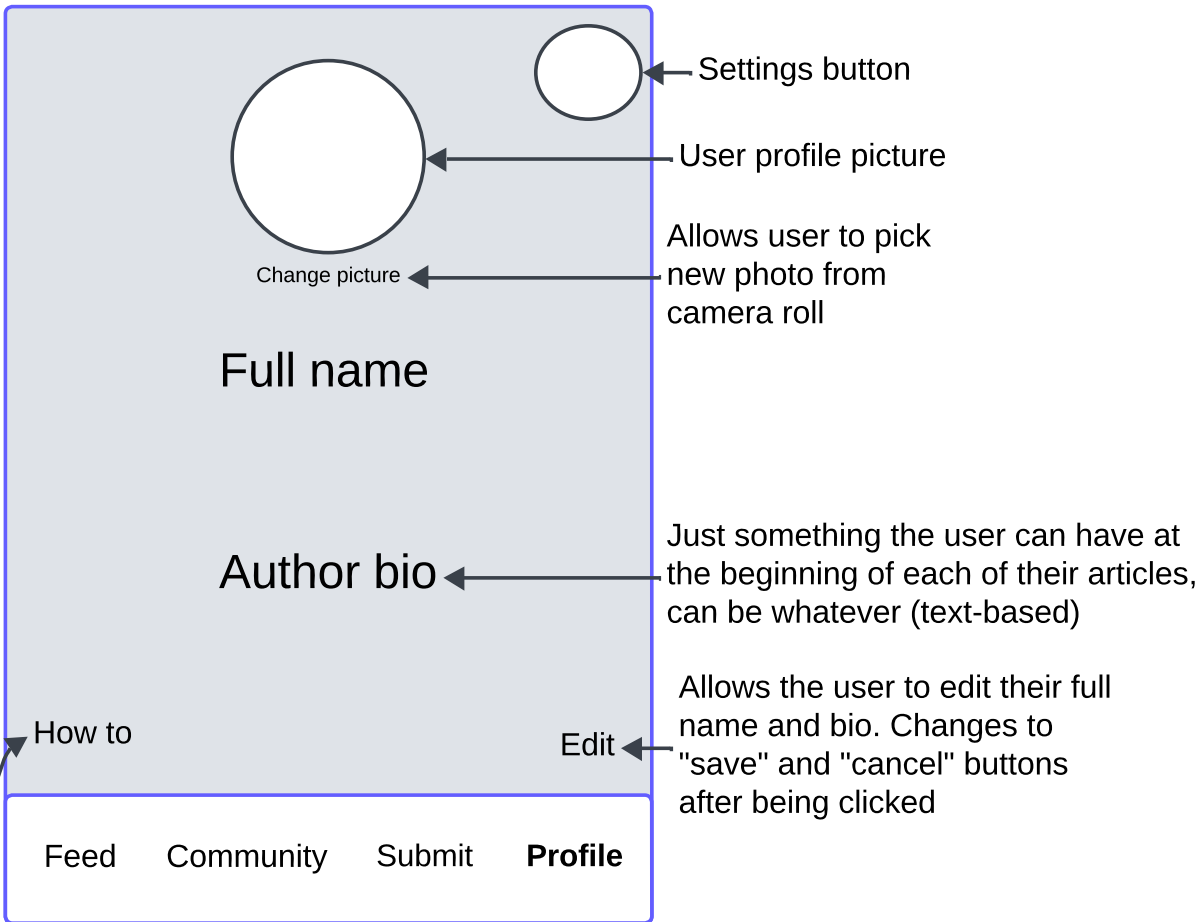 Settings button
User profile picture
Allows user to pick
new photo from
camera roll
Change picture
Full name
Author bio
Just something the user can have at
the beginning of each of their articles,
can be whatever (text-based)
Allows the user to edit their full
name and bio. Changes to
"save" and "cancel" buttons
after being clicked
How to
Edit
Feed Community Submit Profile